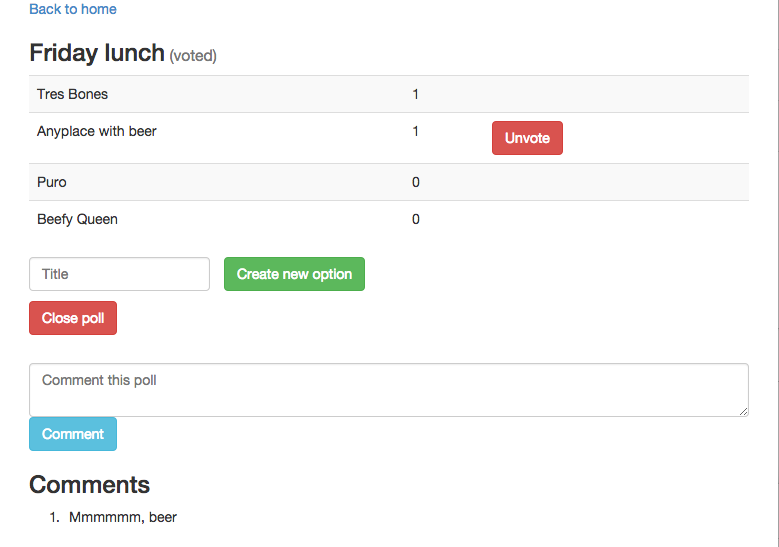 Back to home
Friday lunch (voted)
Tres Bones 1
Anyplace with beer 1 Unvote
Puro 0
Beefy Queen 0
Title Create new option
Close poll
Comment this poll
Comment
Comments
1. Mmmmmm, beer